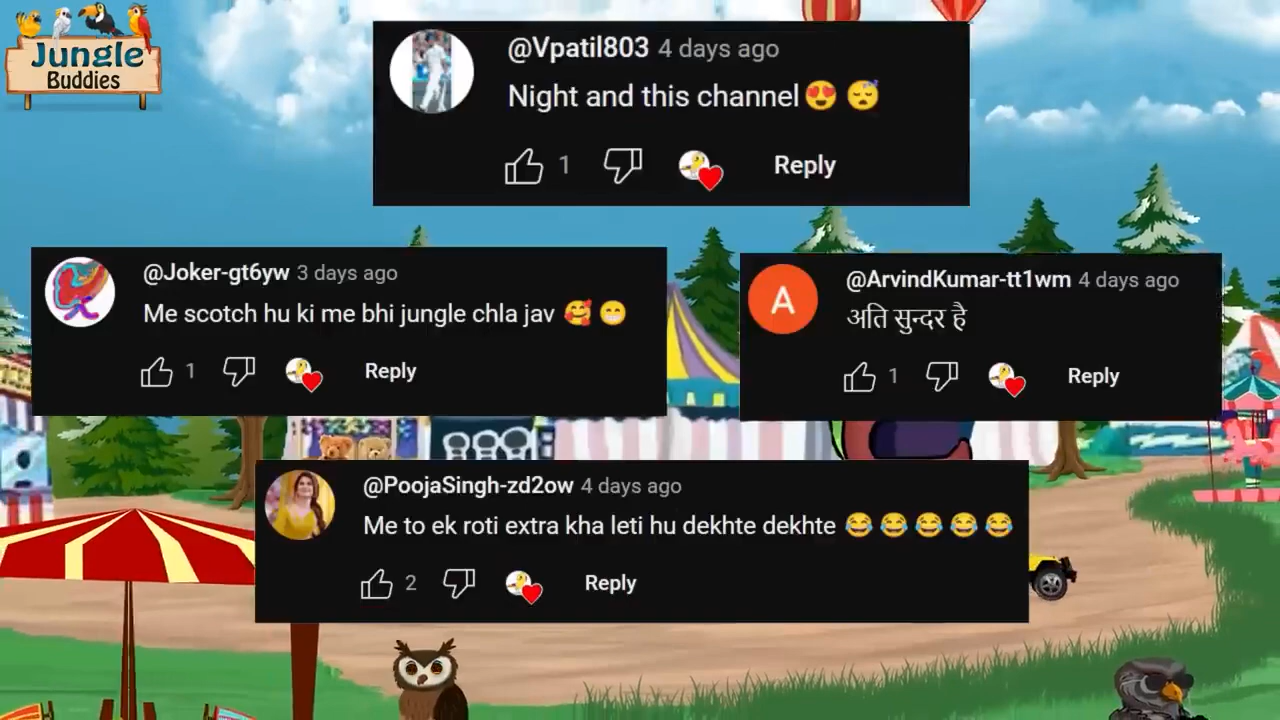 Jungle
Buddies
@Vpatil803 4 days ago
Night and this channel😍 😴
1 Reply
@Joker-gt6yw 3 days ago
Me scotch hu ki me bhi jungle chla jav 🥰 😁
1 Reply
@ArvindKumar-tt1wm 4 days ago
A
अति सुन्दर है
1 Reply
@PoojaSingh-zd2ow 4 days ago
Me to ek roti extra kha leti hu dekhte dekhte 😂 😂 😂 😂 😂
2 Reply